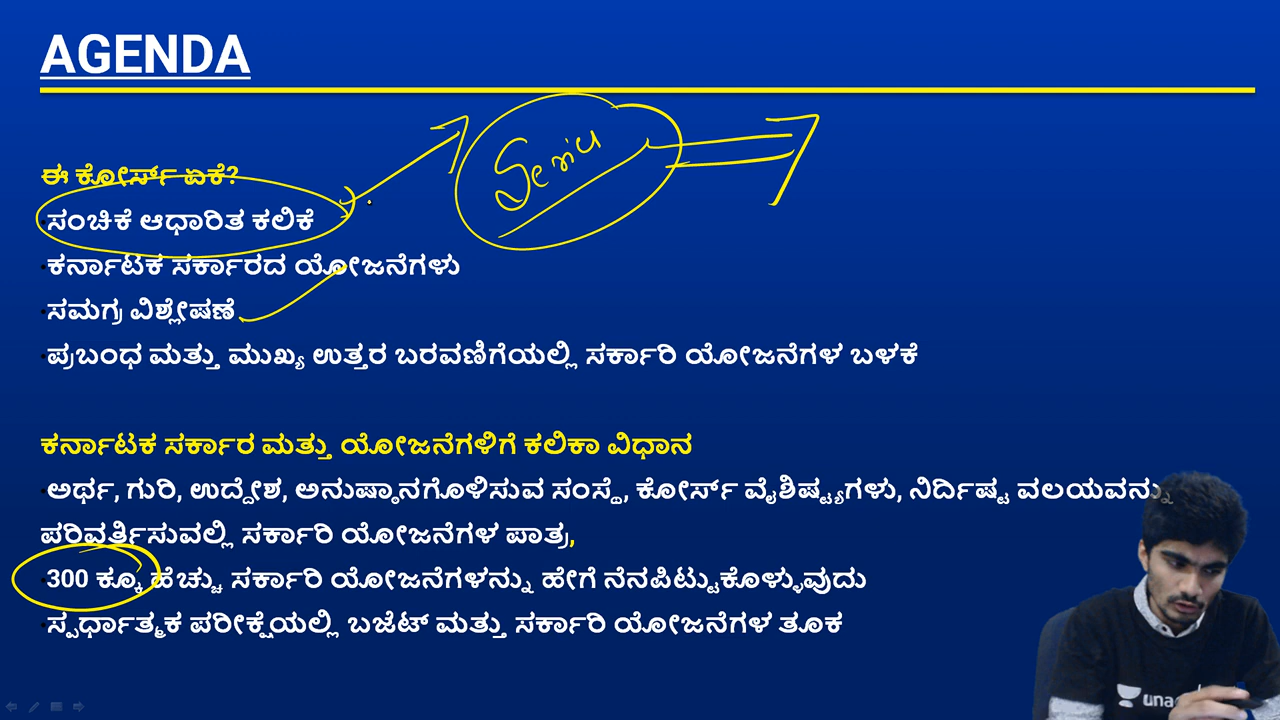 AGENDA
ಈ ಕೋರ್ಸ್ ಏಕೆ?
•ಸಂಚಿಕೆ ಆಧಾರಿತ ಕಲಿಕೆ
•ಕರ್ನಾಟಕ ಸರ್ಕಾರದ ಯೋಜನೆಗಳು
•ಸಮಗ್ರ ವಿಶ್ಲೇಷಣೆ
•ಪ್ರಬಂಧ ಮತ್ತು ಮುಖ್ಯ ಉತ್ತರ ಬರವಣಿಗೆಯಲ್ಲಿ ಸರ್ಕಾರಿ ಯೋಜನೆಗಳ ಬಳಕೆ
ಕರ್ನಾಟಕ ಸರ್ಕಾರ ಮತ್ತು ಯೋಜನೆಗಳಿಗೆ ಕಲಿಕಾ ವಿಧಾನ
•ಅರ್ಥ, ಗುರಿ, ಉದ್ದೇಶ, ಅನುಷ್ಠಾನಗೊಳಿಸುವ ಸಂಸ್ಥೆ, ಕೋರ್ಸ್ ವೈಶಿಷ್ಟ್ಯಗಳು, ನಿರ್ದಿಷ್ಟ ವಲಯವನ್ನು
ಪರಿವರ್ತಿಸುವಲ್ಲಿ ಸರ್ಕಾರಿ ಯೋಜನೆಗಳ ಪಾತ್ರ,
•300 ಕ್ಕೂ ಹೆಚ್ಚು ಸರ್ಕಾರಿ ಯೋಜನೆಗಳನ್ನು ಹೇಗೆ ನೆನಪಿಟ್ಟುಕೊಳ್ಳುವುದು
•ಸ್ಪರ್ಧಾತ್ಮಕ ಪರೀಕ್ಷೆಯಲ್ಲಿ ಬಜೆಟ್ ಮತ್ತು ಸರ್ಕಾರಿ ಯೋಜನೆಗಳ ತೂಕ